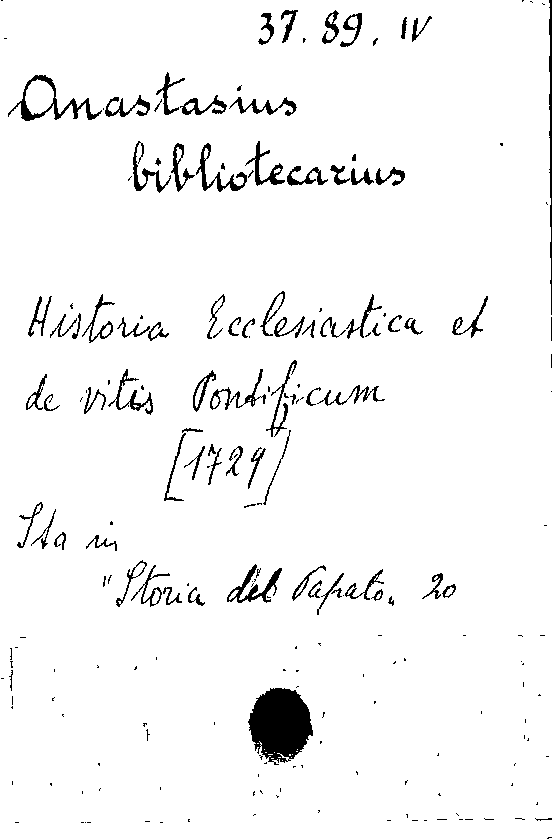 37. 89. IV
Anastasius
bibliotecarius
Historia Ecclesiastica et
de vitis Pontificum
[1729]
Sta in
"Storia del Papato„ 20